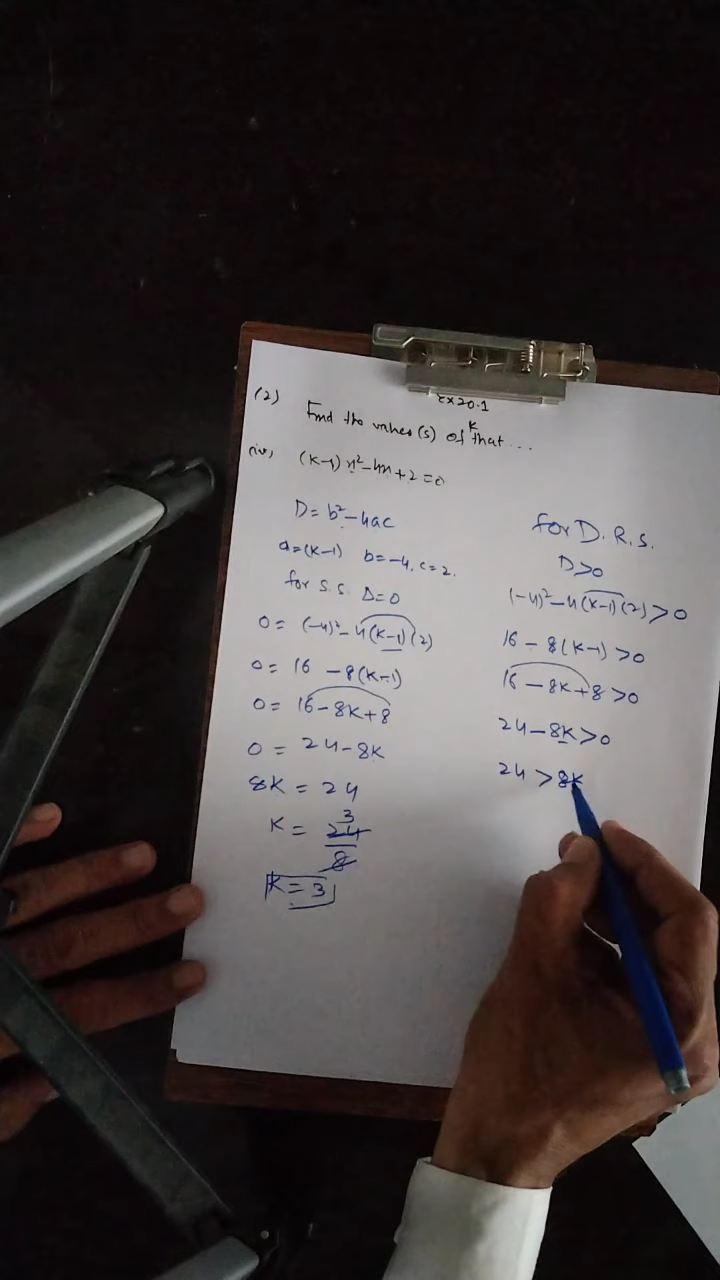 Ex 20.1
(2) Find the values(s) of K that ...
(iv) (K-1) x²-4x+2=0
D = b²-4ac
a=(K-1) b=-4, c=2.
for S.S. D=0
0 = (-4)²-4(K-1)(2)
0 = 16 -8(K-1)
0 = 16-8K+8
0 = 24-8K
8K = 24
3
K = 24
8
K = 3
for D.R.S.
D>0
(-4)²-4(K-1)(2)>0
16-8(K-1)>0
16-8K+8>0
24-8K>0
24 > 8K